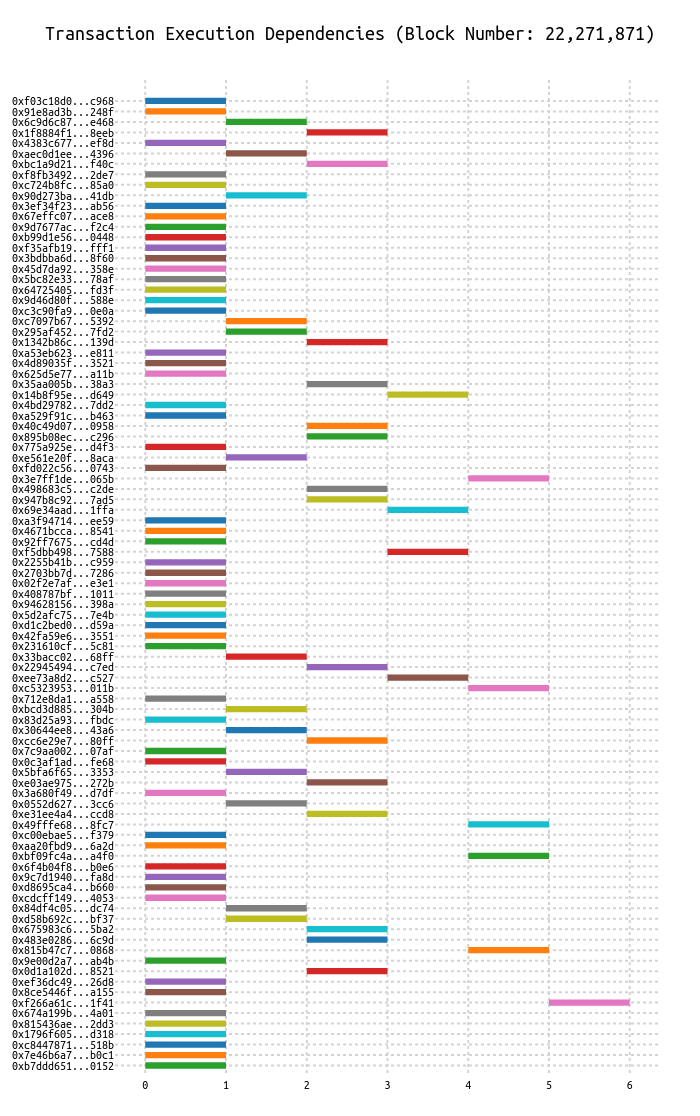 Transaction Execution Dependencies (Block Number: 22,271,871)
0xf03c18d0...c968
0x91e8ad3b...248f
0x6c9d6c87...e468
0x1f8884f1...8eeb
0x4383c677...ef8d
0xaec0d1ee...4396
0xbc1a9d21...f40c
0xf8fb3492...2de7
0xc724b8fc...85a0
0x90d273ba...41db
0x3ef34f23...ab56
0x67effc07...ace8
0x9d7677ac...f2c4
0xb99d1e56...0448
0xf35afb19...fff1
0x3bdbba6d...8f60
0x45d7da92...358e
0x5bc82e33...78af
0x64725405...fd3f
0x9d46d80f...588e
0xc3c90fa9...0e0a
0xc7097b67...5392
0x295af452...7fd2
0x1342b86c...139d
0xa53eb623...e811
0x4d89035f...3521
0x625d5e77...a11b
0x35aa005b...38a3
0x14b8f95e...d649
0x4bd29782...7dd2
0xa529f91c...b463
0x40c49d07...0958
0x895b08ec...c296
0x775a925e...d4f3
0xe561e20f...8aca
0xfd022c56...0743
0x3e7ff1de...065b
0x498683c5...c2de
0x947b8c92...7ad5
0x69e34aad...1ffa
0xa3f94714...ee59
0x4671bcca...8541
0x92ff7675...cd4d
0xf5dbb498...7588
0x2255b41b...c959
0x2703bb7d...7286
0x02f2e7af...e3e1
0x408787bf...1011
0x94628156...398a
0x5d2afc75...7e4b
0xd1c2bed0...d59a
0x42fa59e6...3551
0x231610cf...5c81
0x33bacc02...68ff
0x22945494...c7ed
0xee73a8d2...c527
0xc5323953...011b
0x712e8da1...a558
0xbcd3d885...304b
0x83d25a93...fbdc
0x30644ee8...43a6
0xcc6e29e7...80ff
0x7c9aa002...07af
0x0c3af1ad...fe68
0x5bfa6f65...3353
0xe03ae975...272b
0x3a680f49...d7df
0x0552d627...3cc6
0xe31ee4a4...ccd8
0x49fffe68...8fc7
0xc00ebae5...f379
0xaa20fbd9...6a2d
0xbf09fc4a...a4f0
0x6f4b04f8...b0e6
0x9c7d1940...fa8d
0xd8695ca4...b660
0xcdcff149...4053
0x84df4c05...dc74
0xd58b692c...bf37
0x675983c6...5ba2
0x483e0286...6c9d
0x815b47c7...0868
0x9e00d2a7...ab4b
0x0d1a102d...8521
0xef36dc49...26d8
0x8ce5446f...a155
0xf266a61c...1f41
0x674a199b...4a01
0x815436ae...2dd3
0x1796f605...d318
0xc8447871...518b
0x7e46b6a7...b0c1
0xb7ddd651...0152
0 1 2 3 4 5 6